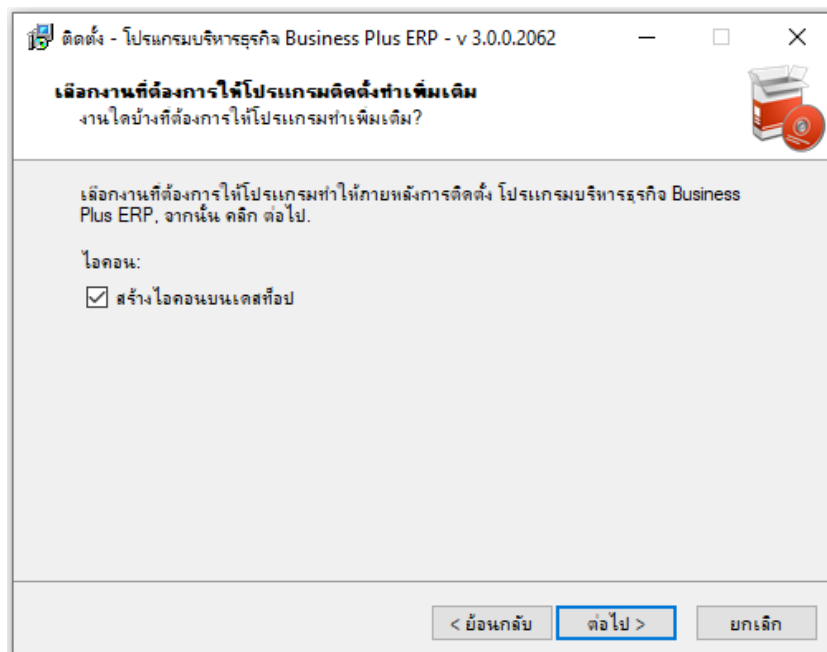 ติดตั้ง - โปรแกรมบริหารธุรกิจ Business Plus ERP - v 3.0.0.2062
เลือกงานที่ต้องการให้โปรแกรมติดตั้งทำเพิ่มเติม
งานใดบ้างที่ต้องการให้โปรแกรมทำเพิ่มเติม?
เลือกงานที่ต้องการให้โปรแกรมทำให้ภายหลังการติดตั้ง โปรแกรมบริหารธุรกิจ Business
Plus ERP, จากนั้น คลิก ต่อไป.
ไอคอน:
สร้างไอคอนบนเดสท็อป
< ย้อนกลับ ต่อไป > ยกเลิก